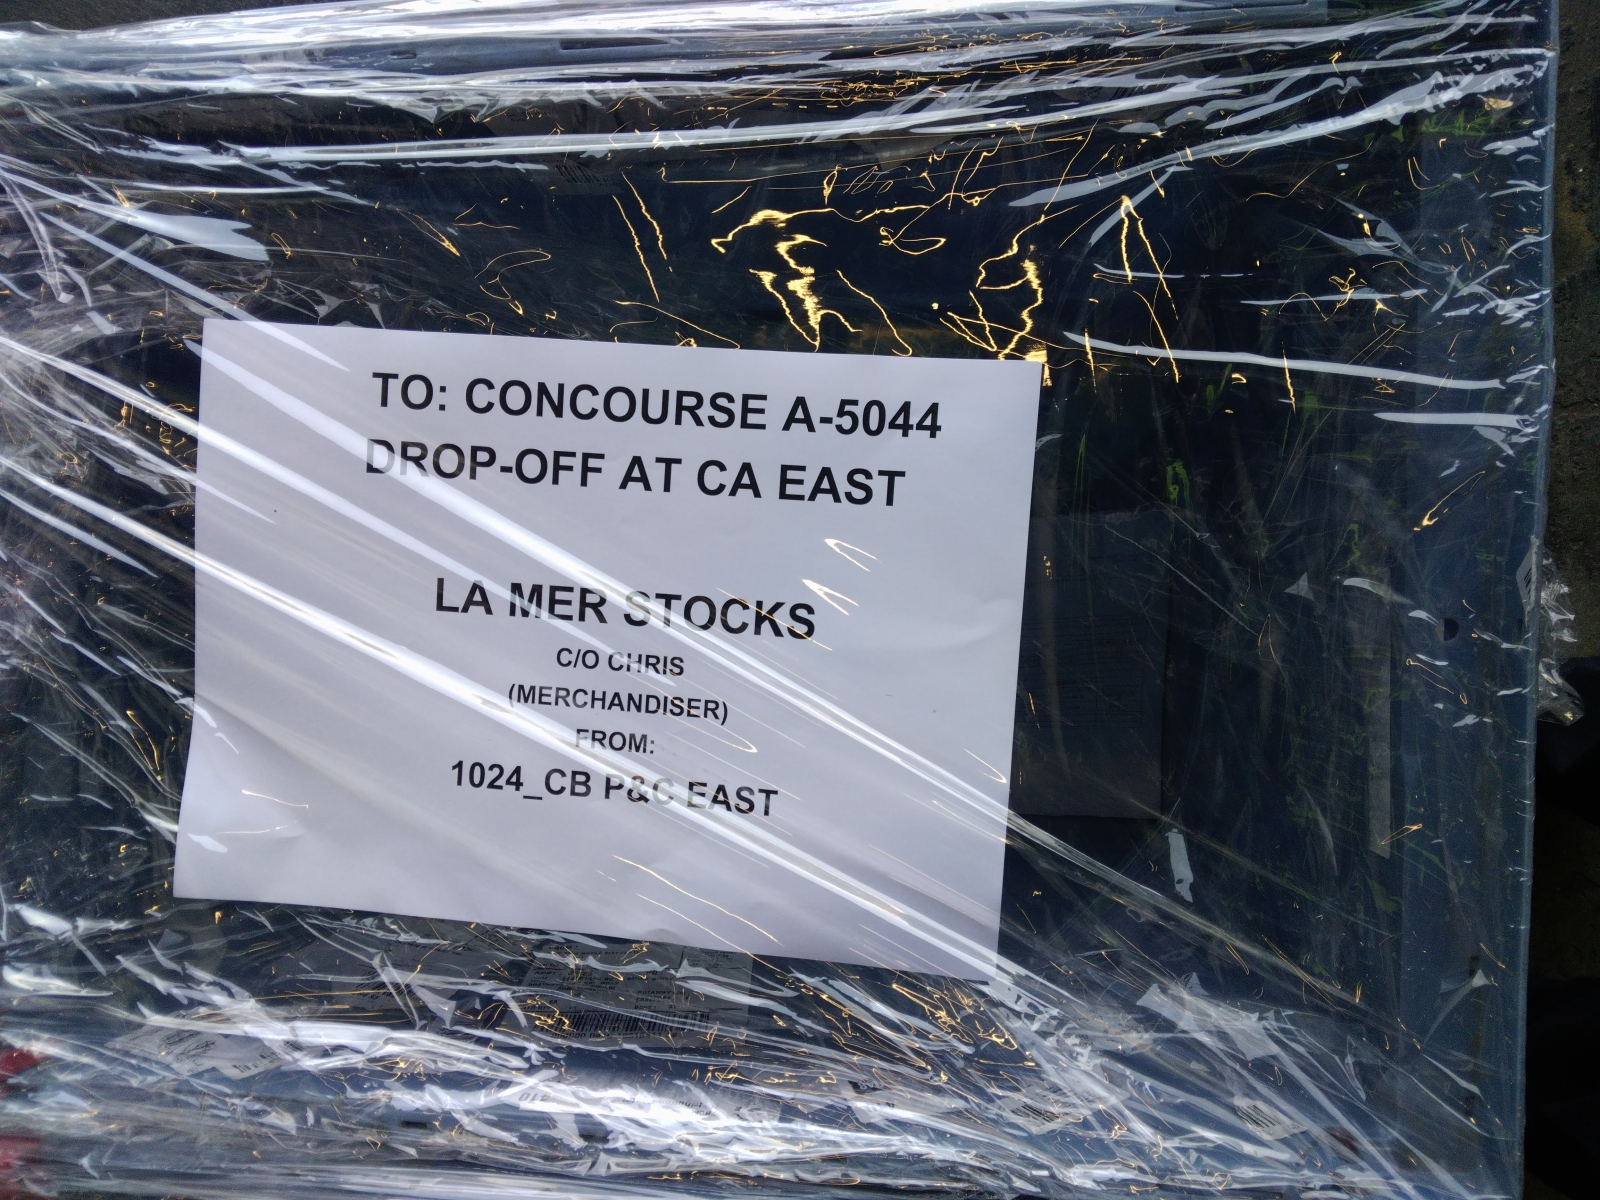 TO: CONCOURSE A-5044
DROP-OFF AT CA EAST
LA MER STOCKS
C/O CHRIS
(MERCHANDISER)
FROM:
1024_CB P&C EAST